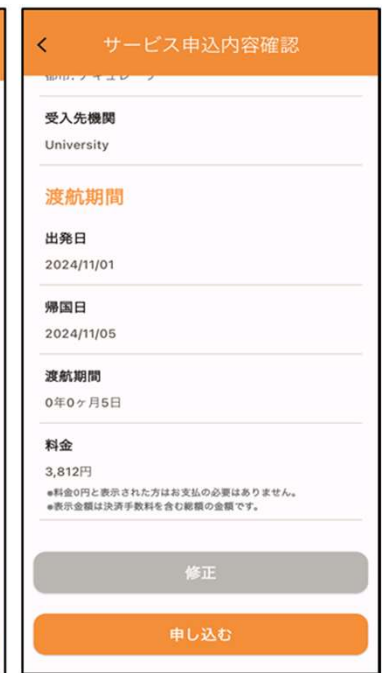 サービス申込内容確認
受入先機関
University
渡航期間
出発日
2024/11/01
帰国日
2024/11/05
渡航期間
0年0ヶ月5日
料金
3,812円
※料金0円と表示された方はお支払の必要はありません。
※表示金額は決済手数料を含む総額の金額です。
修正
申し込む